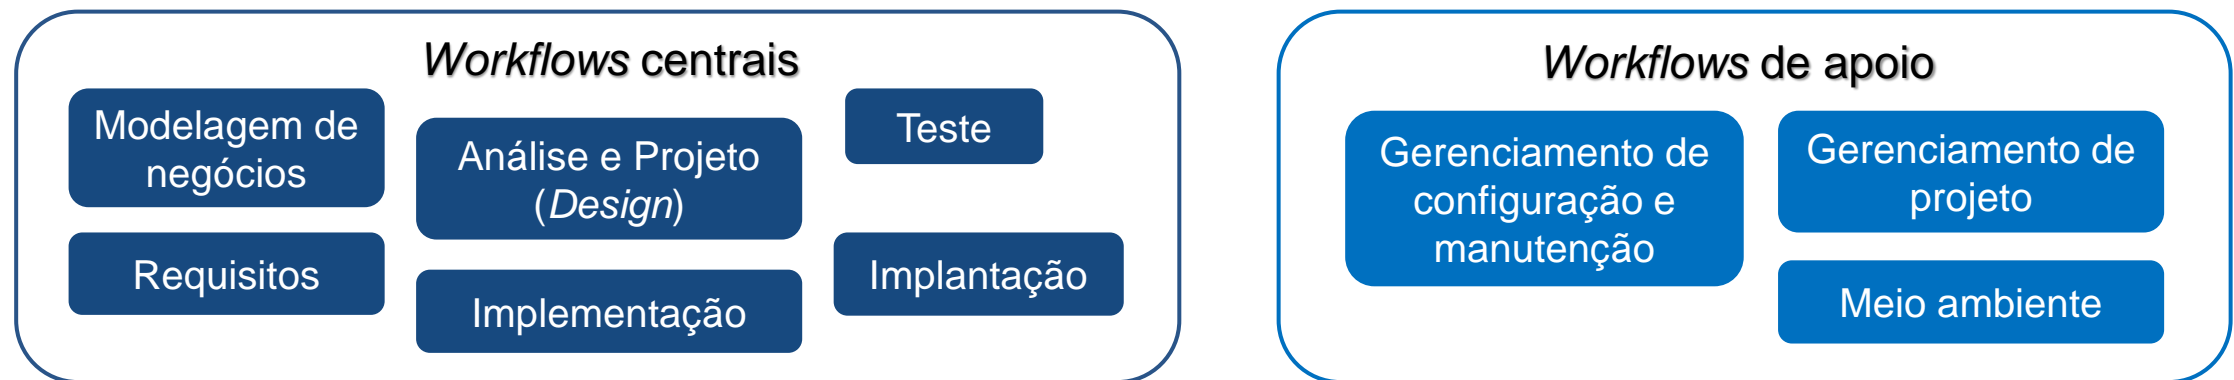 Workflows centrais
Modelagem de
negócios
Requisitos
Análise e Projeto
(Design)
Implementação
Teste
Implantação
Workflows de apoio
Gerenciamento de
configuração e
manutenção
Gerenciamento de
projeto
Meio ambiente